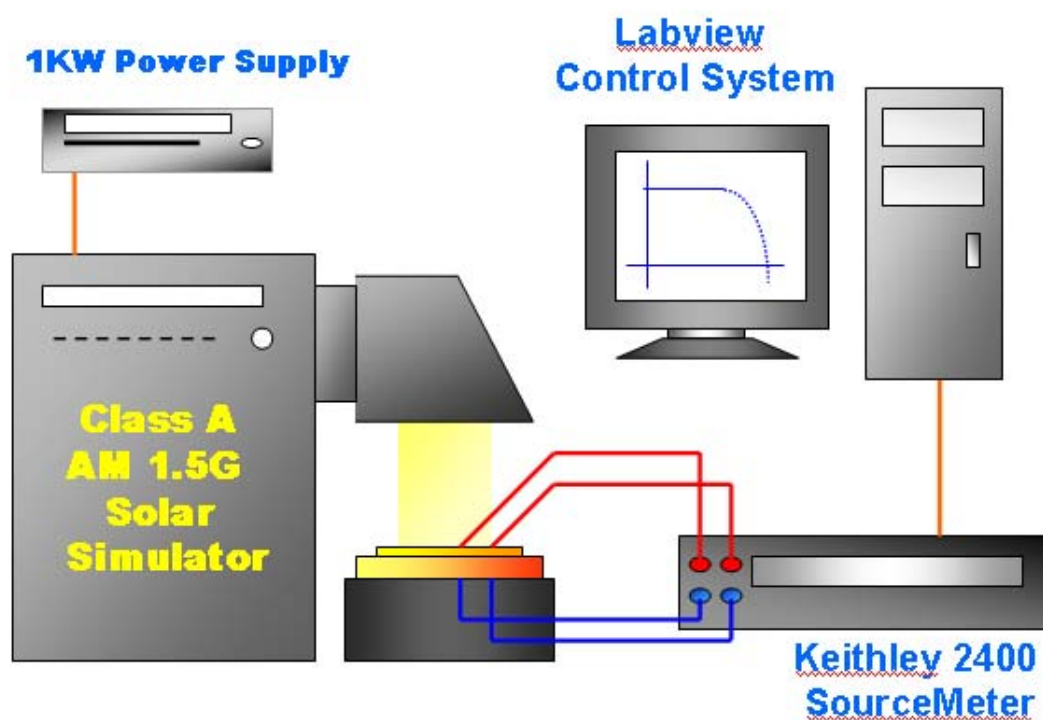 1KW Power Supply
Labview
Control System
Class A
AM 1.5G
Solar
Simulator
Keithley 2400
SourceMeter